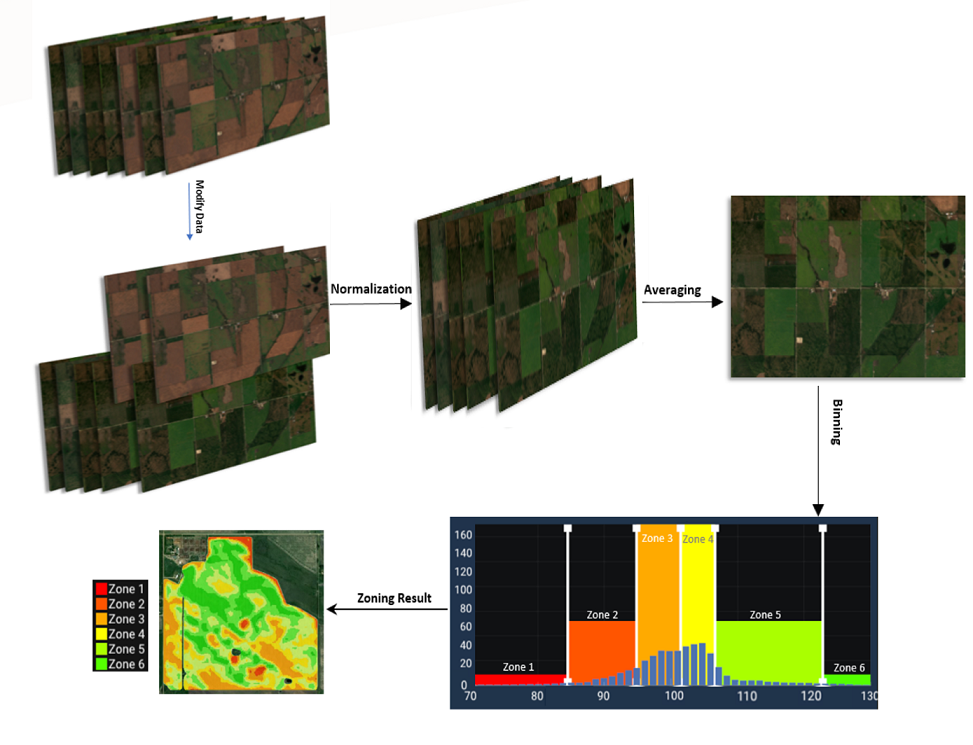 Modify Data
Normalization
Averaging
Binning
160
140
120
100
80
60
40
20
0
Zone 1
Zone 2
Zone 3
Zone 4
Zone 5
Zone 6
70 80 90 100 110 120 130
Zoning Result
Zone 1
Zone 2
Zone 3
Zone 4
Zone 5
Zone 6